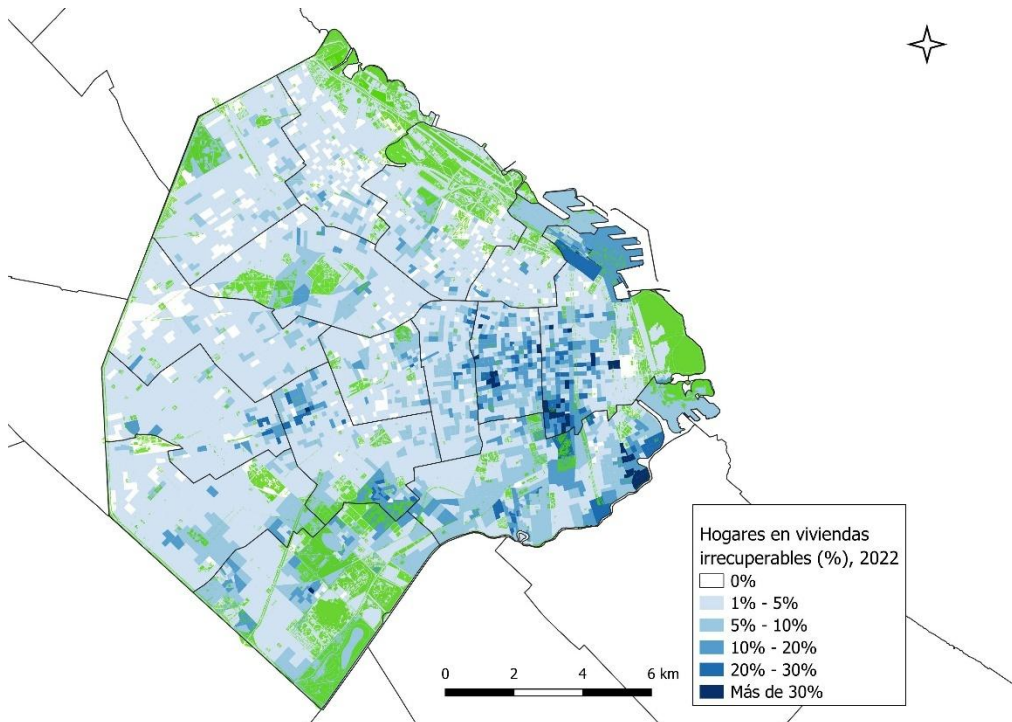 0 2 4 6 km
Hogares en viviendas
irrecuperables (%), 2022
0%
1% - 5%
5% - 10%
10% - 20%
20% - 30%
Más de 30%